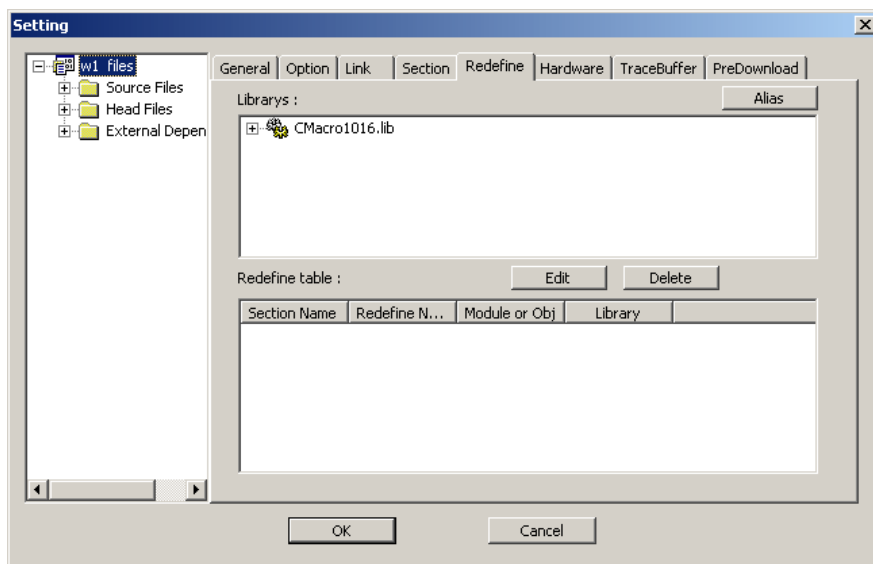 Setting
w1 files
Source Files
Head Files
External Depen
General Option Link Section Redefine Hardware TraceBuffer PreDownload
Librarys :
Alias
CMacro1016.lib
Redefine table :
Edit
Delete
Section Name Redefine N... Module or Obj Library
OK
Cancel